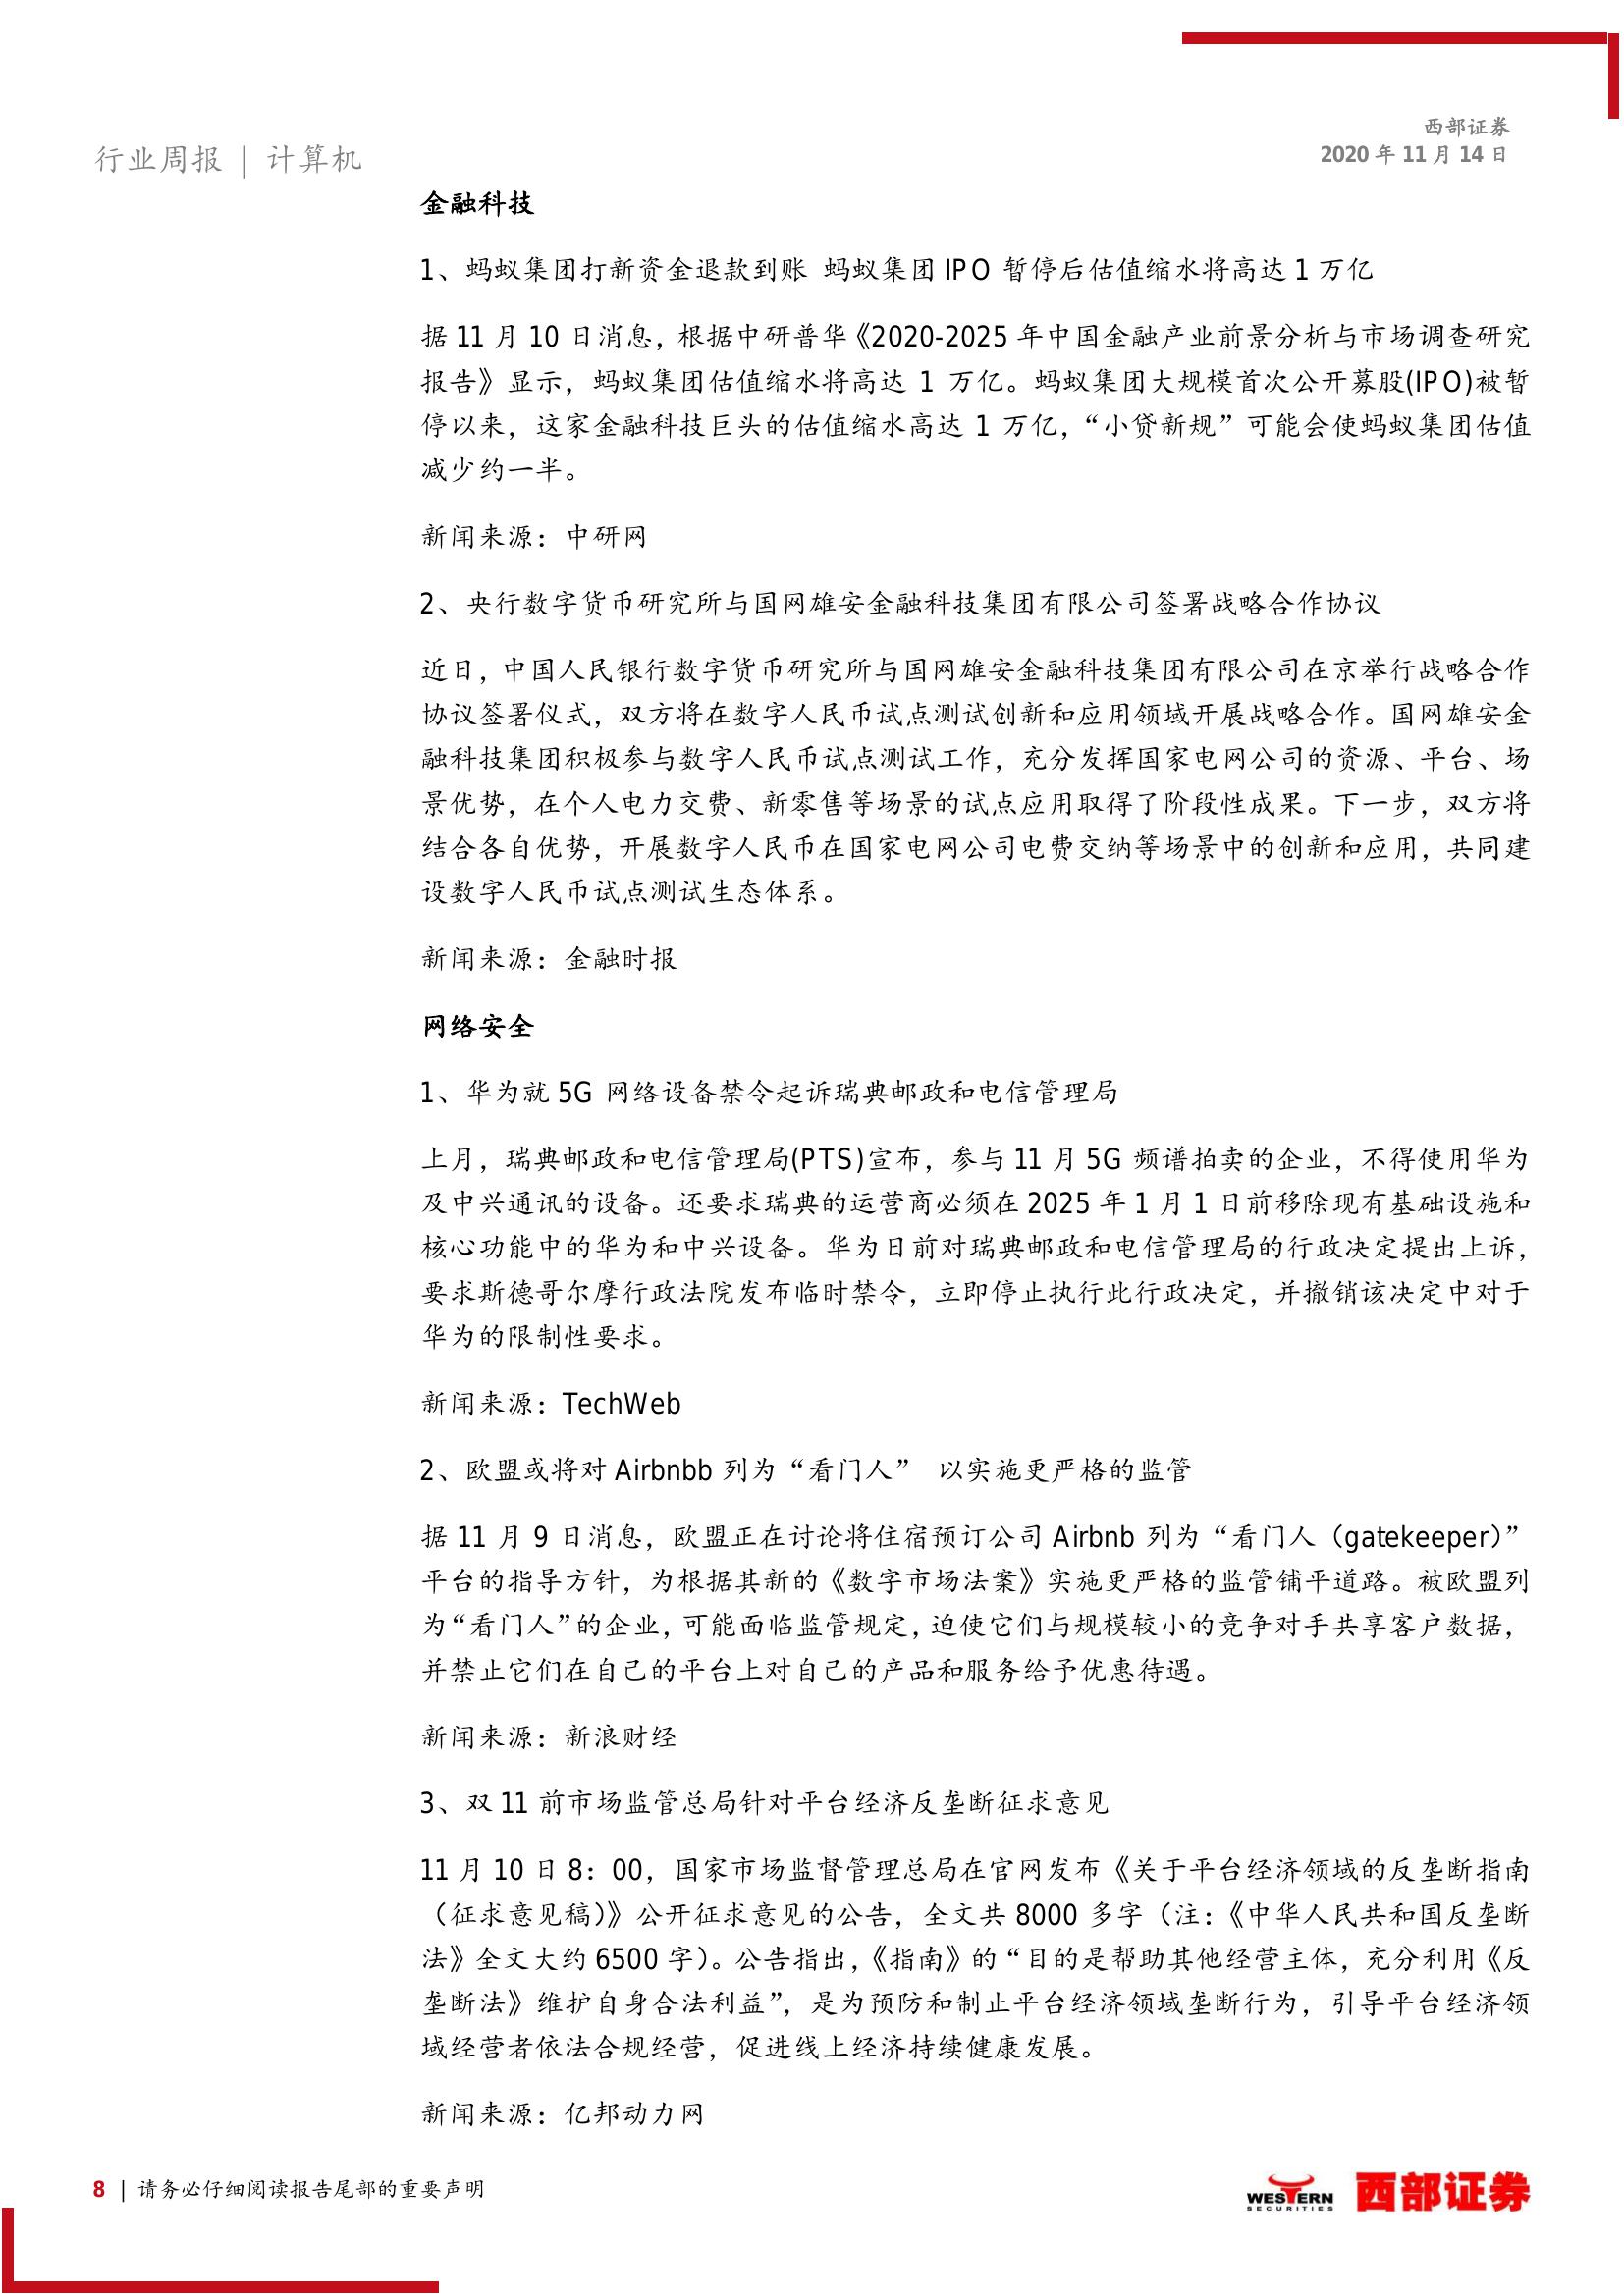 西部证券
2020 年 11 月 14 日
行业周报 | 计算机
金融科技
1、蚂蚁集团打新资金退款到账 蚂蚁集团 IPO 暂停后估值缩水将高达 1 万亿
据 11 月 10 日消息，根据中研普华《2020-2025 年中国金融产业前景分析与市场调查研究
报告》显示，蚂蚁集团估值缩水将高达 1 万亿。蚂蚁集团大规模首次公开募股(IPO)被暂
停以来，这家金融科技巨头的估值缩水高达 1 万亿，“小贷新规”可能会使蚂蚁集团估值
减少约一半。
新闻来源：中研网
2、央行数字货币研究所与国网雄安金融科技集团有限公司签署战略合作协议
近日，中国人民银行数字货币研究所与国网雄安金融科技集团有限公司在京举行战略合作
协议签署仪式，双方将在数字人民币试点测试创新和应用领域开展战略合作。国网雄安金
融科技集团积极参与数字人民币试点测试工作，充分发挥国家电网公司的资源、平台、场
景优势，在个人电力交费、新零售等场景的试点应用取得了阶段性成果。下一步，双方将
结合各自优势，开展数字人民币在国家电网公司电费交纳等场景中的创新和应用，共同建
设数字人民币试点测试生态体系。
新闻来源：金融时报
网络安全
1、华为就 5G 网络设备禁令起诉瑞典邮政和电信管理局
上月，瑞典邮政和电信管理局(PTS)宣布，参与 11 月 5G 频谱拍卖的企业，不得使用华为
及中兴通讯的设备。还要求瑞典的运营商必须在 2025 年 1 月 1 日前移除现有基础设施和
核心功能中的华为和中兴设备。华为日前对瑞典邮政和电信管理局的行政决定提出上诉，
要求斯德哥尔摩行政法院发布临时禁令，立即停止执行此行政决定，并撤销该决定中对于
华为的限制性要求。
新闻来源：TechWeb
2、欧盟或将对 Airbnbb 列为“看门人” 以实施更严格的监管
据 11 月 9 日消息，欧盟正在讨论将住宿预订公司 Airbnb 列为“看门人（gatekeeper）”
平台的指导方针，为根据其新的《数字市场法案》实施更严格的监管铺平道路。被欧盟列
为“看门人”的企业，可能面临监管规定，迫使它们与规模较小的竞争对手共享客户数据，
并禁止它们在自己的平台上对自己的产品和服务给予优惠待遇。
新闻来源：新浪财经
3、双 11 前市场监管总局针对平台经济反垄断征求意见
11 月 10 日 8：00，国家市场监督管理总局在官网发布《关于平台经济领域的反垄断指南
（征求意见稿）》公开征求意见的公告，全文共 8000 多字（注：《中华人民共和国反垄断
法》全文大约 6500 字）。公告指出，《指南》的“目的是帮助其他经营主体，充分利用《反
垄断法》维护自身合法利益”，是为预防和制止平台经济领域垄断行为，引导平台经济领
域经营者依法合规经营，促进线上经济持续健康发展。
新闻来源：亿邦动力网
8 | 请务必仔细阅读报告尾部的重要声明
WESTERN
SECURITIES
西部证券